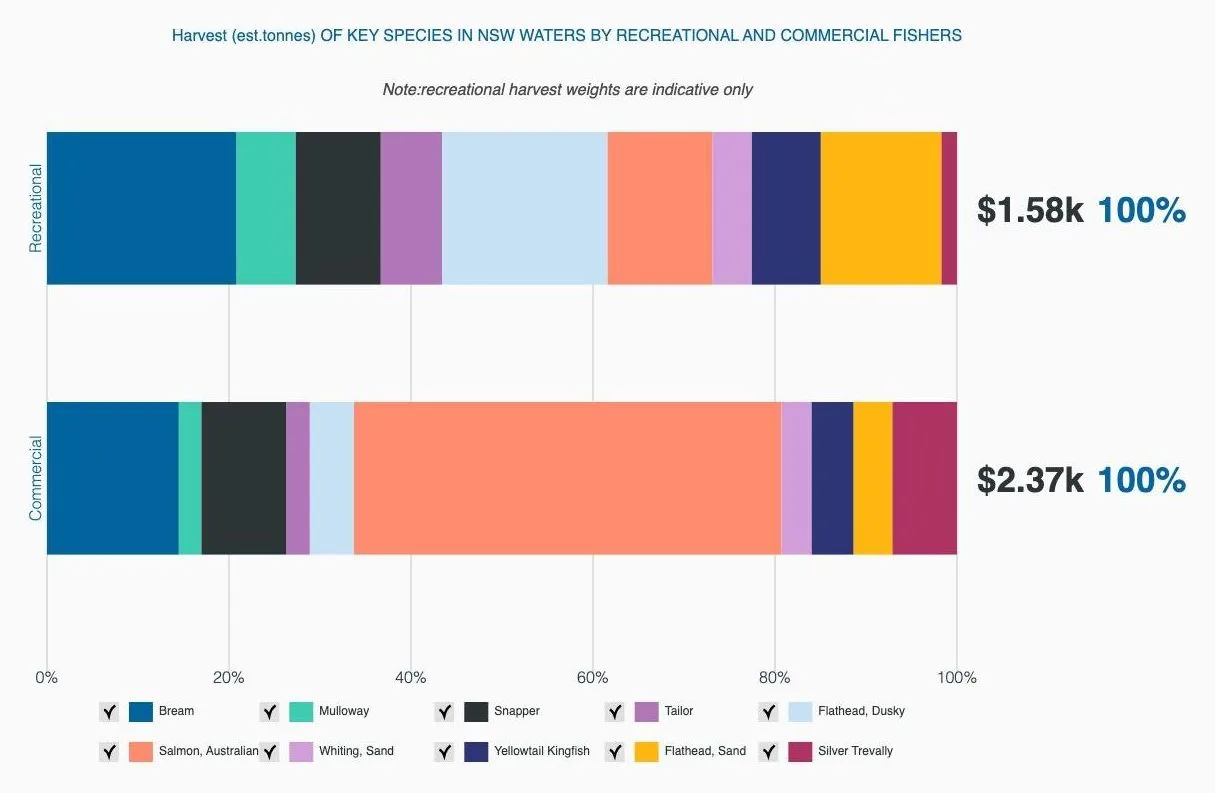 Harvest (est.tonnes) OF KEY SPECIES IN NSW WATERS BY RECREATIONAL AND COMMERCIAL FISHERS
Note:recreational harvest weights are indicative only
Recreational
$1.58k 100%
Commercial
$2.37k 100%
0% 20% 40% 60% 80% 100%
Bream Mulloway Snapper Tailor Flathead, Dusky
Salmon, Australian Whiting, Sand Yellowtail Kingfish Flathead, Sand Silver Trevally